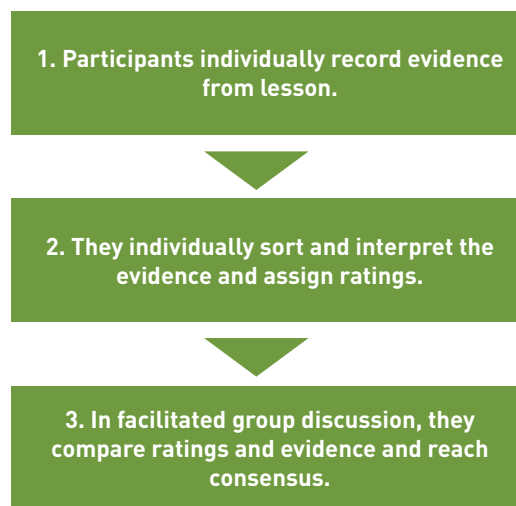 1. Participants individually record evidence
from lesson.
2. They individually sort and interpret the
evidence and assign ratings.
3. In facilitated group discussion, they
compare ratings and evidence and reach
consensus.